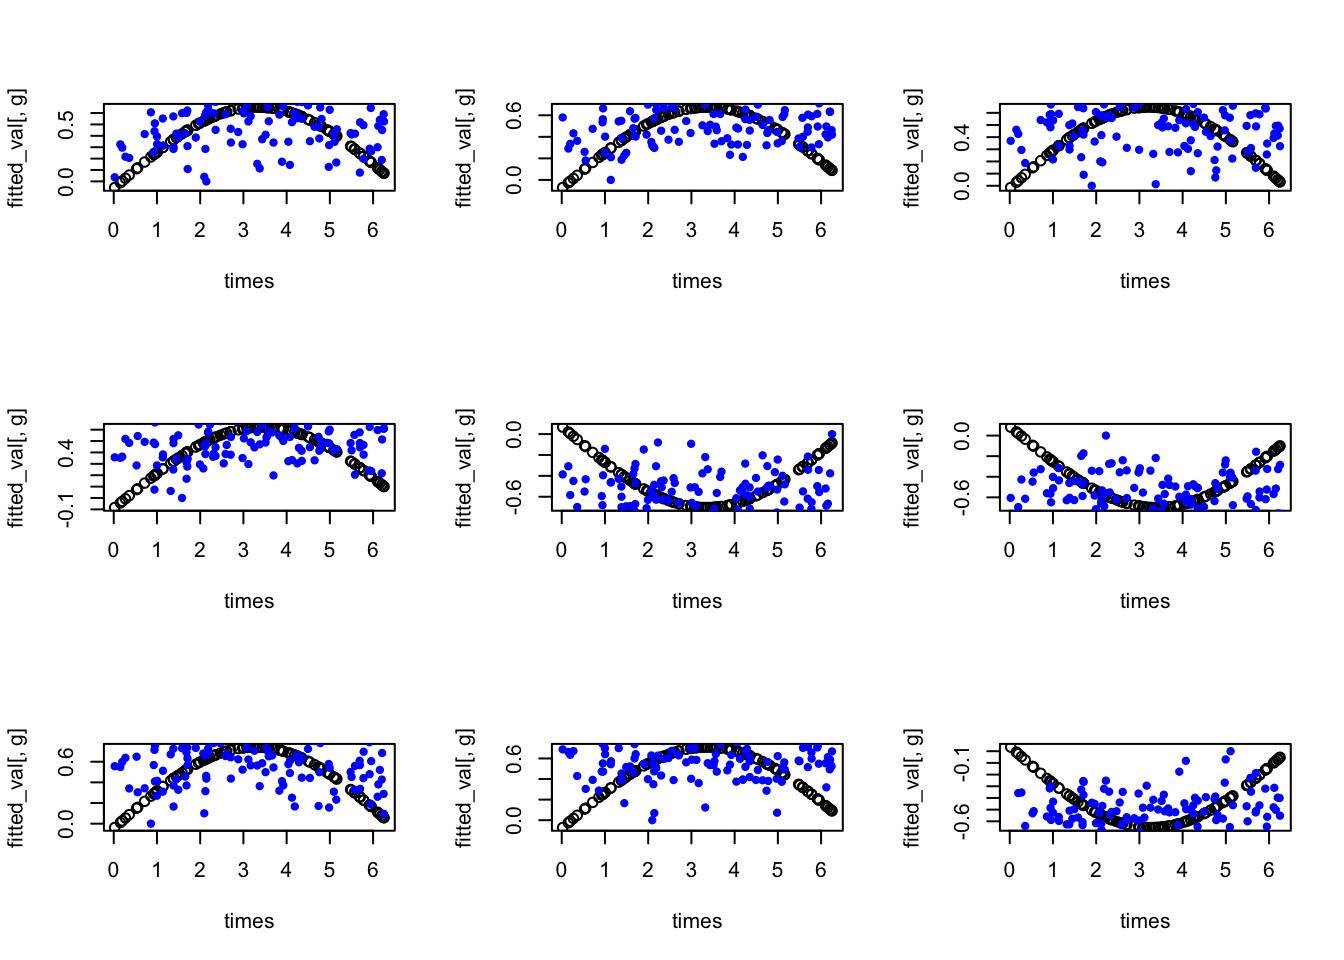 fitted_val[, g]
0.0 0.5
0 1 2 3 4 5 6
times
fitted_val[, g]
0.0 0.6
0 1 2 3 4 5 6
times
fitted_val[, g]
0.0 0.4
0 1 2 3 4 5 6
times
fitted_val[, g]
-0.1 0.4
0 1 2 3 4 5 6
times
fitted_val[, g]
-0.6 0.0
0 1 2 3 4 5 6
times
fitted_val[, g]
-0.6 0.0
0 1 2 3 4 5 6
times
fitted_val[, g]
0.0 0.6
0 1 2 3 4 5 6
times
fitted_val[, g]
0.0 0.6
0 1 2 3 4 5 6
times
fitted_val[, g]
-0.6 -0.1
0 1 2 3 4 5 6
times